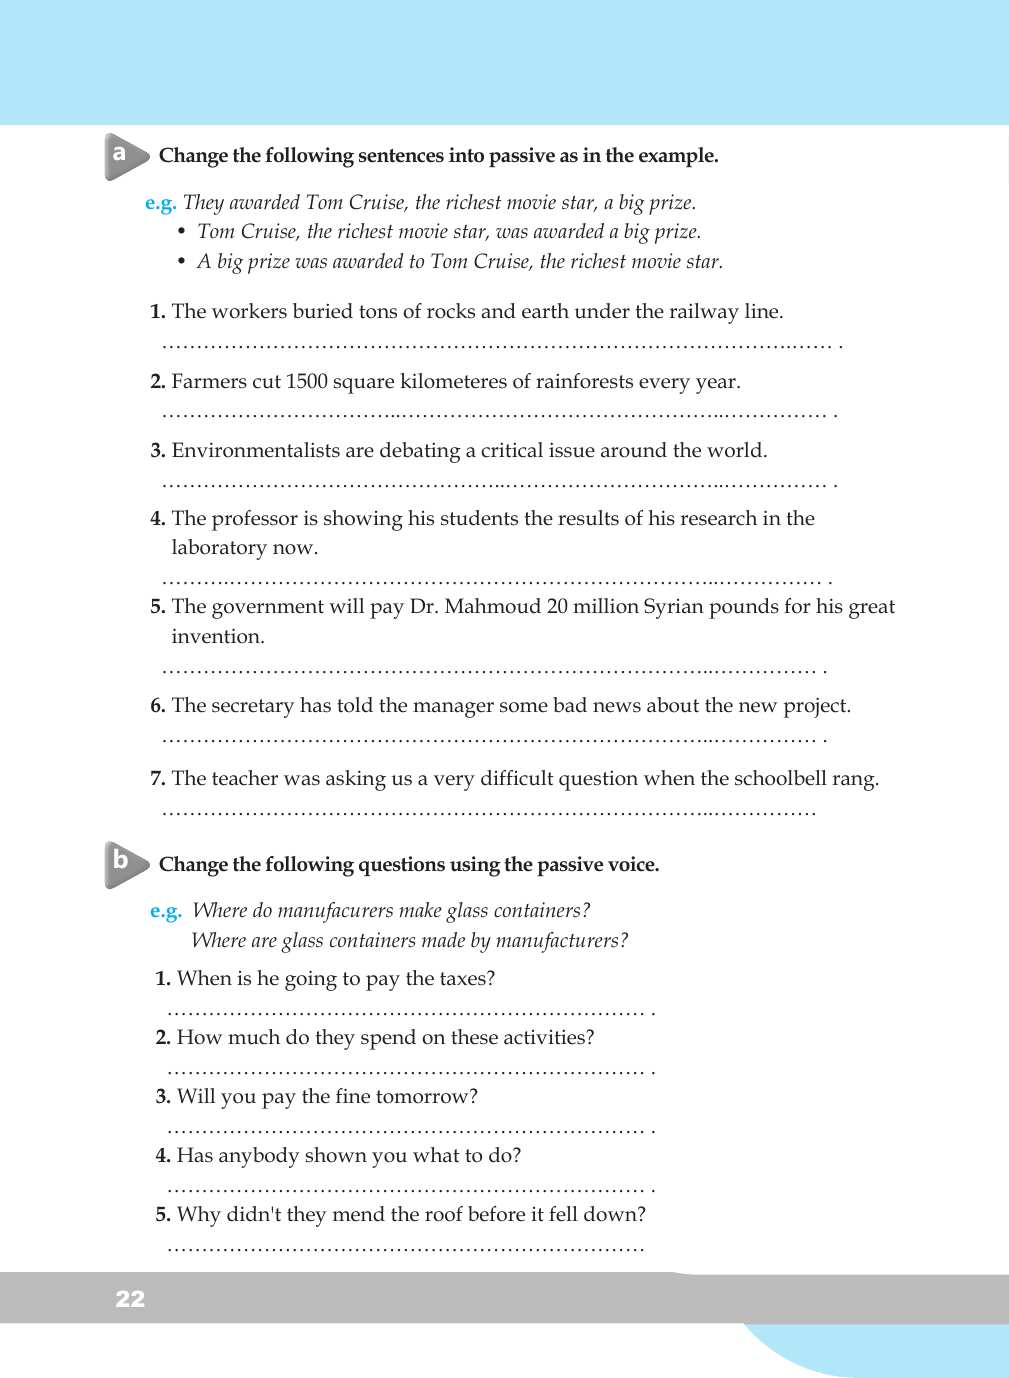 a Change the following sentences into passive as in the example.
e.g. They awarded Tom Cruise, the richest movie star, a big prize.
• Tom Cruise, the richest movie star, was awarded a big prize.
• A big prize was awarded to Tom Cruise, the richest movie star.
1. The workers buried tons of rocks and earth under the railway line.
……………………………………………………………………………….…… .
2. Farmers cut 1500 square kilometeres of rainforests every year.
……………………………..………………………………………..…………… .
3. Environmentalists are debating a critical issue around the world.
…………………………………………..…………………………..…………… .
4. The professor is showing his students the results of his research in the
laboratory now.
……….……………………………………………………………..…………… .
5. The government will pay Dr. Mahmoud 20 million Syrian pounds for his great
invention.
……………………………………………………………………..…………… .
6. The secretary has told the manager some bad news about the new project.
……………………………………………………………………..…………… .
7. The teacher was asking us a very difficult question when the schoolbell rang.
……………………………………………………………………..……………
b Change the following questions using the passive voice.
e.g. Where do manufacurers make glass containers?
Where are glass containers made by manufacturers?
1. When is he going to pay the taxes?
…………………………………………………………… .
2. How much do they spend on these activities?
…………………………………………………………… .
3. Will you pay the fine tomorrow?
…………………………………………………………… .
4. Has anybody shown you what to do?
…………………………………………………………… .
5. Why didn't they mend the roof before it fell down?
……………………………………………………………
22